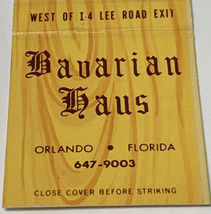 WEST OF I-4 LEE ROAD EXIT
Bavarian
Haus
ORLANDO • FLORIDA
647-9003
CLOSE COVER BEFORE STRIKING